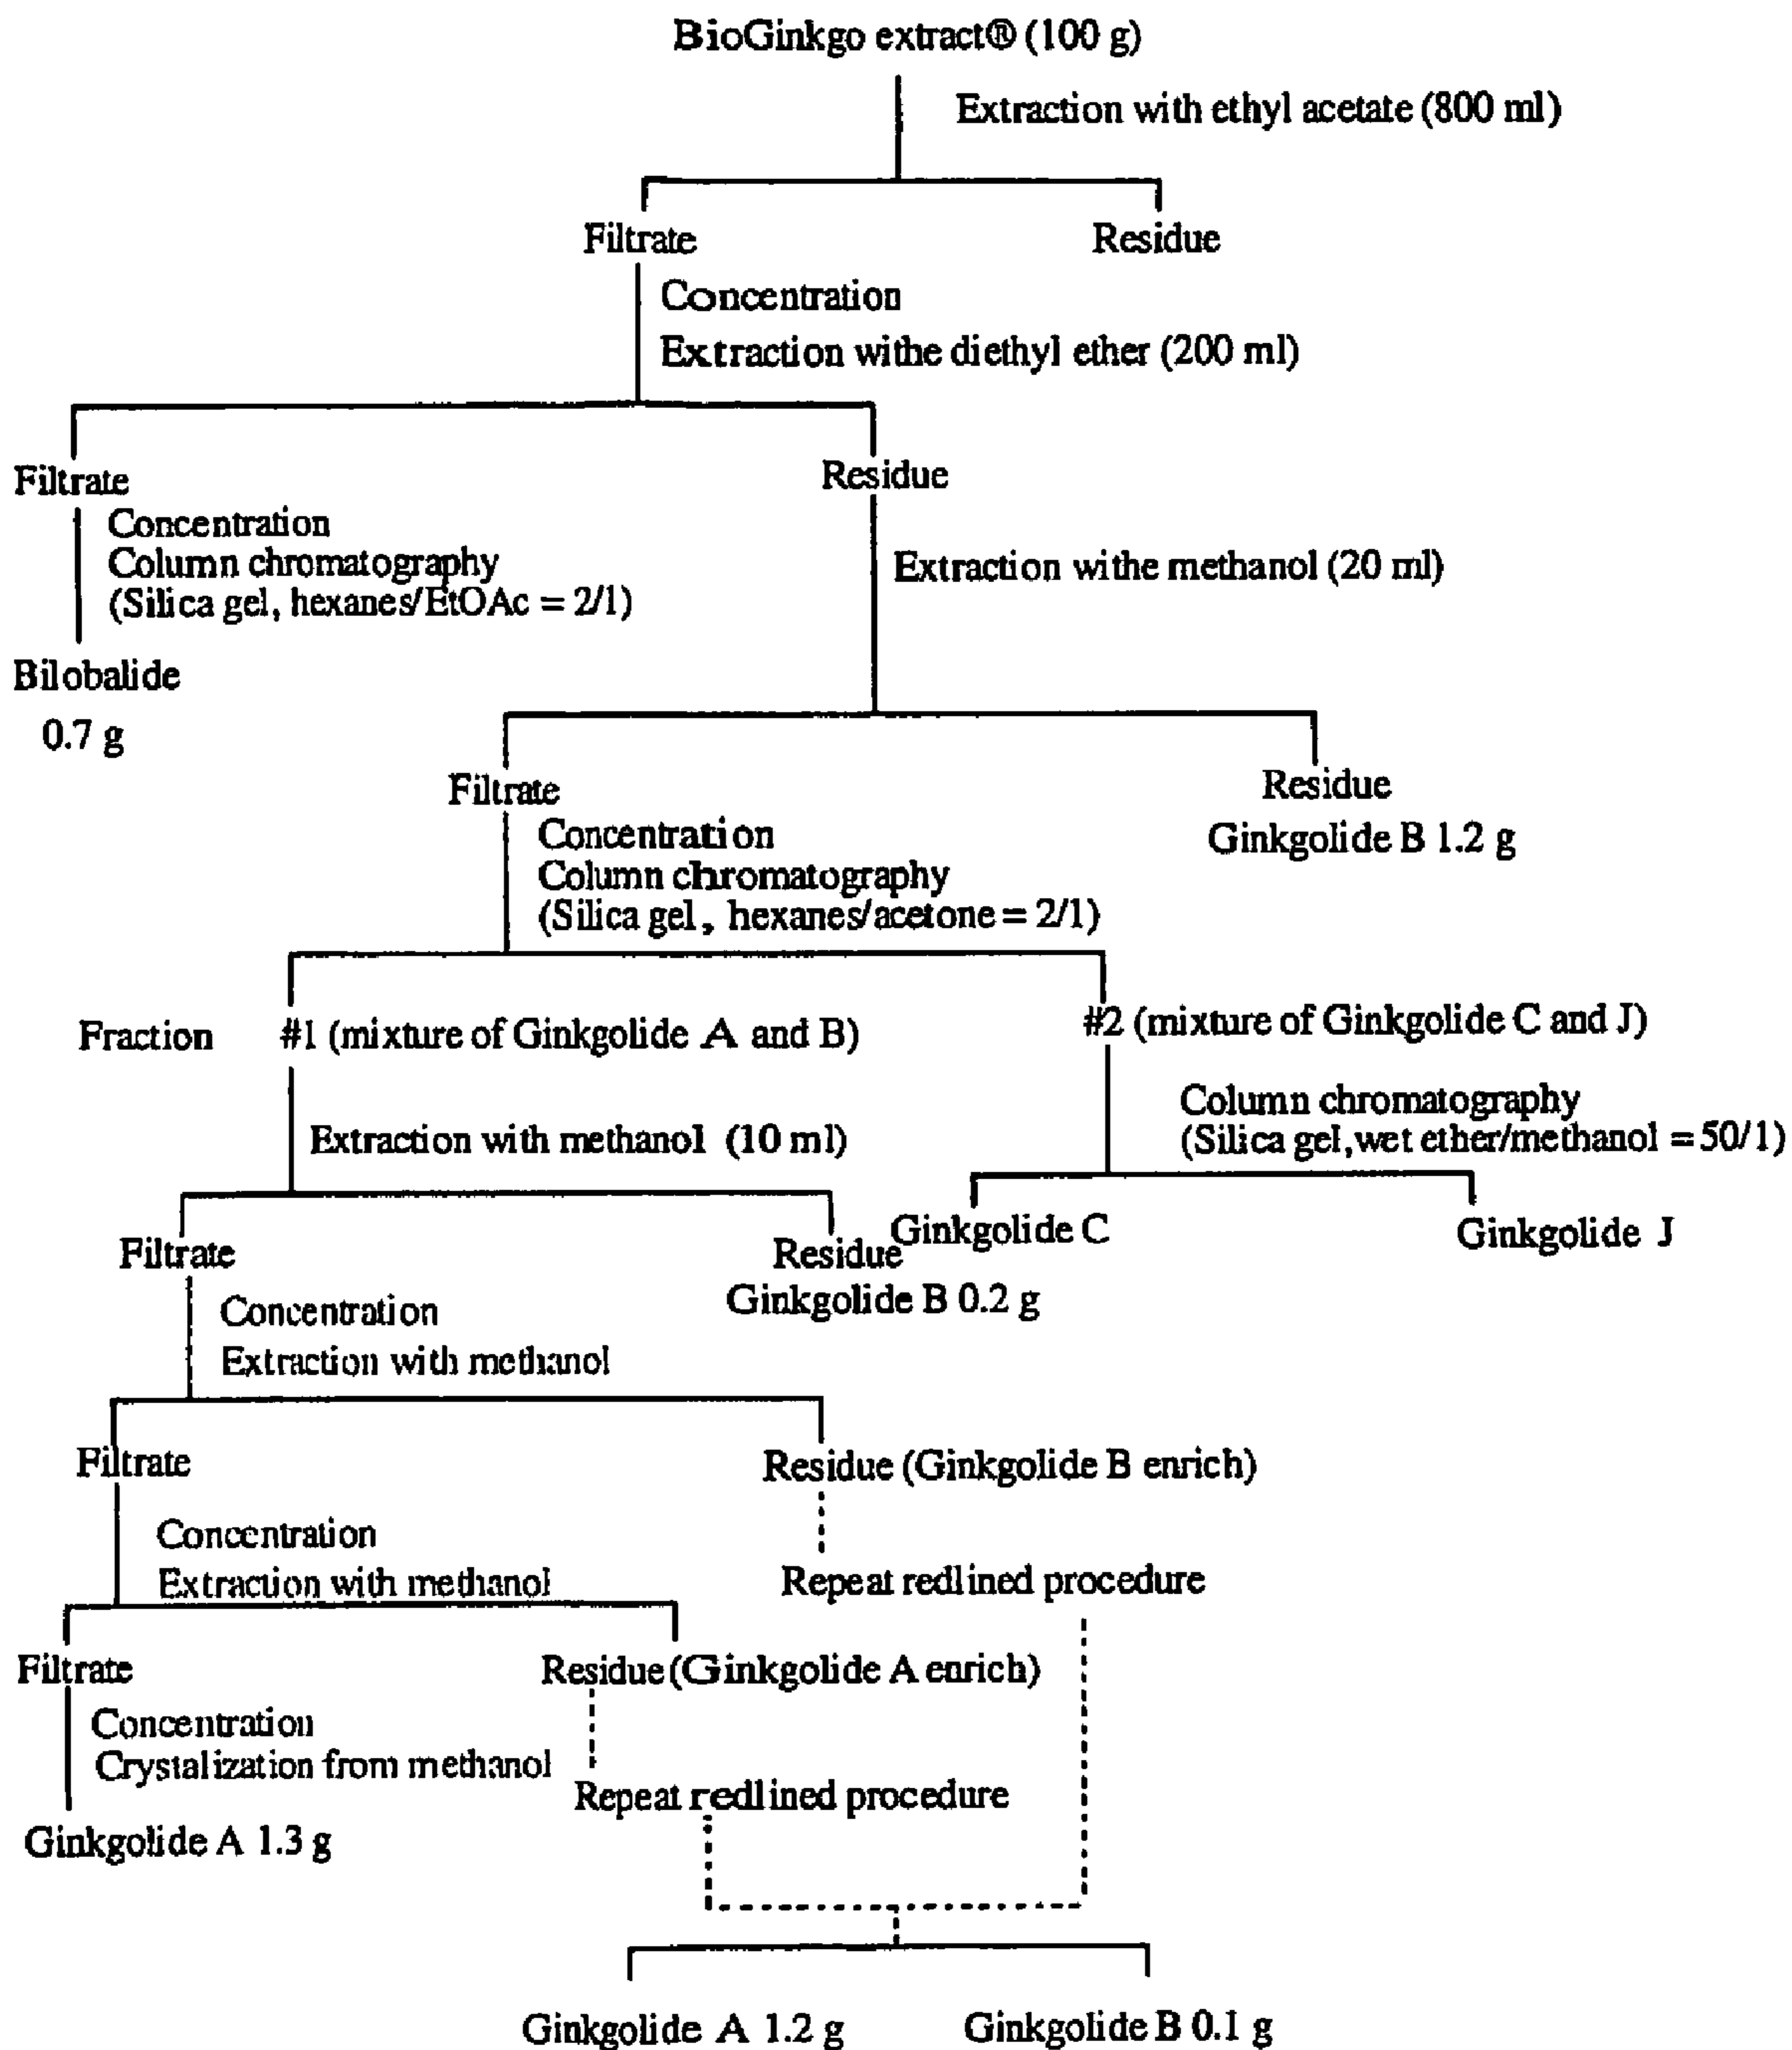 BioGinkgo extract® (100 g)
Extraction with ethyl acetate (800 ml)
Filtrate
Residue
Concentration
Extraction withe diethyl ether (200 ml)
Filtrate
Residue
Concentration
Column chromatography
(Silica gel, hexanes/EtOAc = 2/1)
Extraction withe methanol (20 ml)
Bilobalide
0.7 g
Filtrate
Residue
Ginkgolide B 1.2 g
Concentration
Column chromatography
(Silica gel, hexanes/acetone = 2/1)
Fraction
#1 (mixture of Ginkgolide A and B)
#2 (mixture of Ginkgolide C and J)
Extraction with methanol (10 ml)
Column chromatography
(Silica gel,wet ether/methanol = 50/1)
Filtrate
Residue
Ginkgolide B 0.2 g
Ginkgolide C
Ginkgolide J
Concentration
Extraction with methanol
Filtrate
Residue (Ginkgolide B enrich)
Concentration
Extraction with methanol
Repeat redlined procedure
Filtrate
Residue (Ginkgolide A enrich)
Concentration
Crystalization from methanol
Repeat redlined procedure
Ginkgolide A 1.3 g
Ginkgolide A 1.2 g
Ginkgolide B 0.1 g